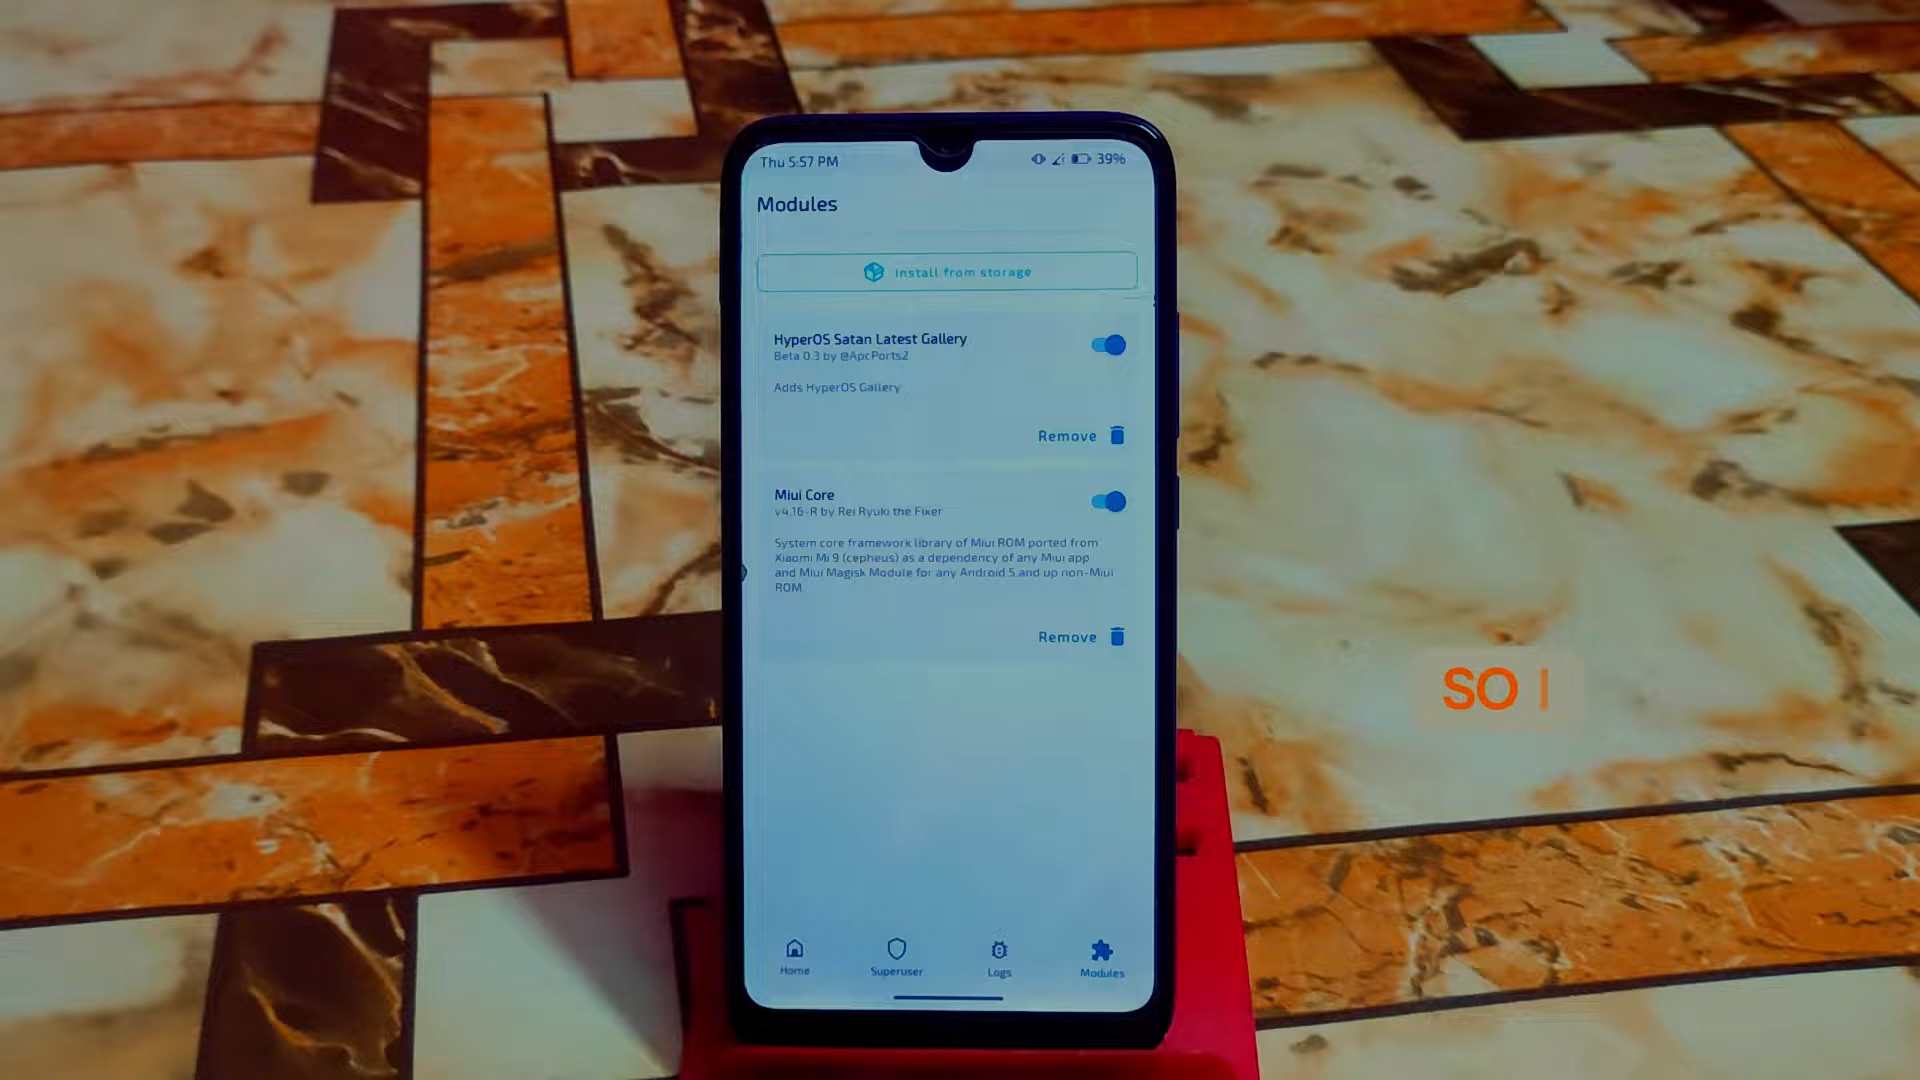 Thu 5:57 PM
39%
Modules
Install from storage
HyperOS Satan Latest Gallery
Beta 0.3 by @ApcPorts2
Adds HyperOS Gallery
Remove
Miui Core
v4.16-R by Rei Ryuki the Fixer
System core framework library of Miui ROM ported from
Xiaomi Mi 9 (cepheus) as a dependency of any Miui app
and Miui Magisk Module for any Android 5 and up non-Miui
ROM
Remove
SO I
Home
Superuser
Logs
Modules